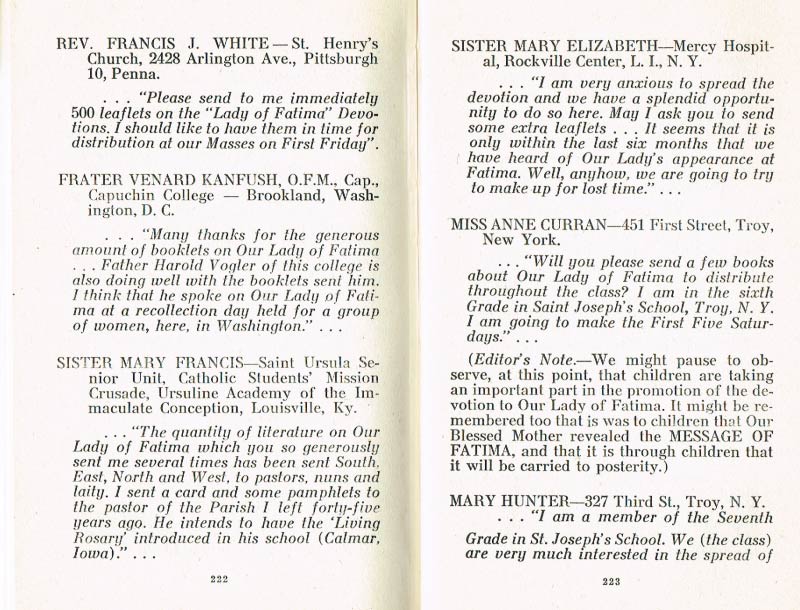 REV. FRANCIS J. WHITE — St. Henry's
Church, 2428 Arlington Ave., Pittsburgh
10, Penna.
. . . "Please send to me immediately
500 leaflets on the "Lady of Fatima" Devo-
tions. I should like to have them in time for
distribution at our Masses on First Friday".
FRATER VENARD KANFUSH, O.F.M., Cap.,
Capuchin College — Brookland, Wash-
ington, D. C.
. . . "Many thanks for the generous
amount of booklets on Our Lady of Fatima
. . . Father Harold Vogler of this college is
also doing well with the booklets sent him.
I think that he spoke on Our Lady of Fati-
ma at a recollection day held for a group
of women, here, in Washington." . . .
SISTER MARY FRANCIS—Saint Ursula Se-
nior Unit, Catholic Students' Mission
Crusade, Ursuline Academy of the Im-
maculate Conception, Louisville, Ky.
. . . "The quantity of literature on Our
Lady of Fatima which you so generously
sent me several times has been sent South,
East, North and West, to pastors, nuns and
laity. I sent a card and some pamphlets to
the pastor of the Parish I left forty-five
years ago. He intends to have the 'Living
Rosary' introduced in his school (Calmar,
Iowa)." . . .
222
SISTER MARY ELIZABETH—Mercy Hospit-
al, Rockville Center, L. I., N. Y.
. . . "I am very anxious to spread the
devotion and we have a splendid opportu-
nity to do so here. May I ask you to send
some extra leaflets . . . It seems that it is
only within the last six months that we
have heard of Our Lady's appearance at
Fatima. Well, anyhow, we are going to try
to make up for lost time." . . .
MISS ANNE CURRAN—451 First Street, Troy,
New York.
. . . "Will you please send a few books
about Our Lady of Fatima to distribute
throughout the class? I am in the sixth
Grade in Saint Joseph's School, Troy, N. Y.
I am going to make the First Five Satur-
days." . . .
(Editor's Note.—We might pause to ob-
serve, at this point, that children are taking
an important part in the promotion of the de-
votion to Our Lady of Fatima. It might be re-
membered too that is was to children that Our
Blessed Mother revealed the MESSAGE OF
FATIMA, and that it is through children that
it will be carried to posterity.)
MARY HUNTER—327 Third St., Troy, N. Y.
. . . "I am a member of the Seventh
Grade in St. Joseph's School. We (the class)
are very much interested in the spread of
223